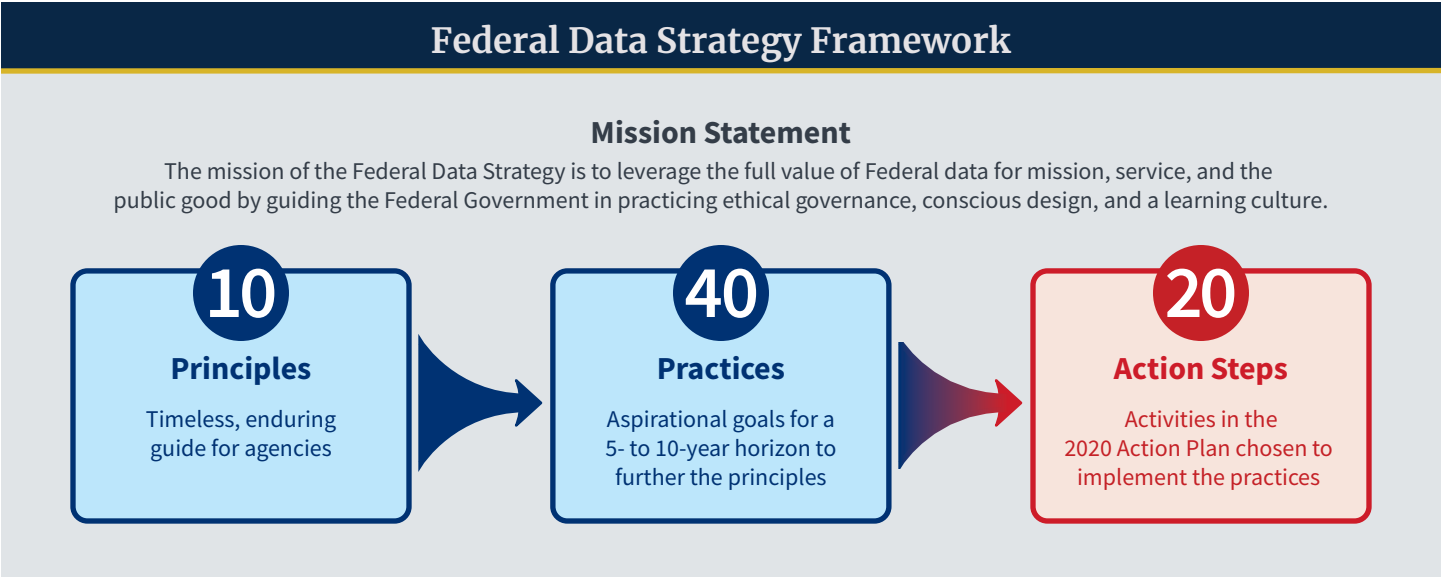 Federal Data Strategy Framework
Mission Statement
The mission of the Federal Data Strategy is to leverage the full value of Federal data for mission, service, and the
public good by guiding the Federal Government in practicing ethical governance, conscious design, and a learning culture.
10
Principles
Timeless, enduring
guide for agencies
40
Practices
Aspirational goals for a
5- to 10-year horizon to
further the principles
20
Action Steps
Activities in the
2020 Action Plan chosen to
implement the practices